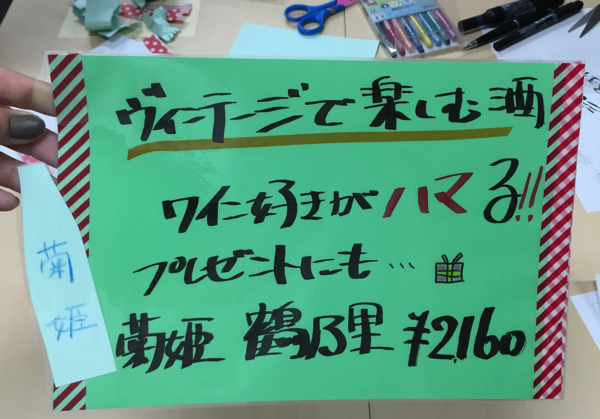 ヴィンテージで楽しむ酒
ワイン好きがハマる!!
プレゼントにも…
菊姫 鶴乃里 ¥2,160
菊姫